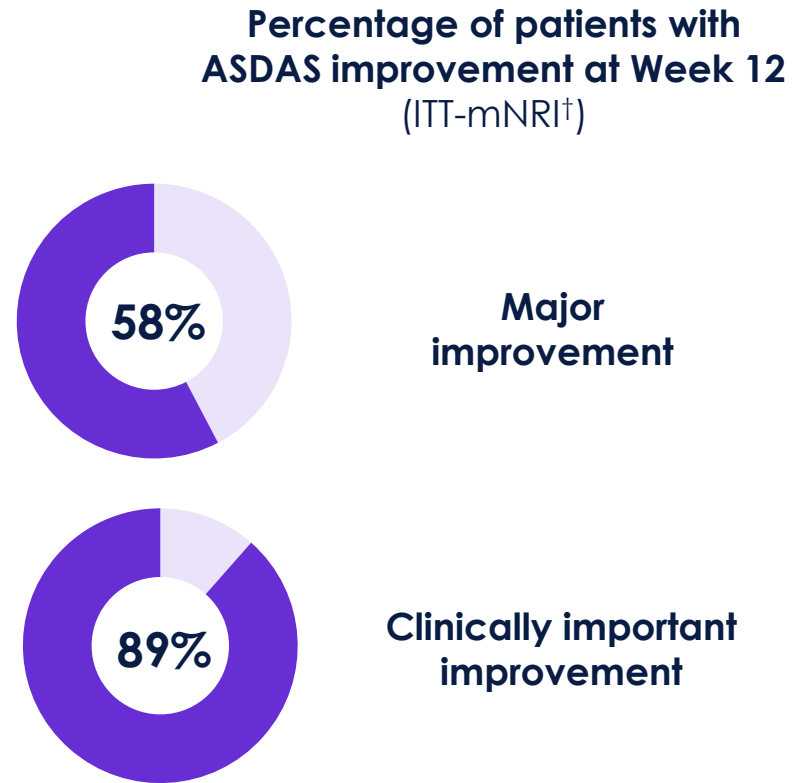 Percentage of patients with
ASDAS improvement at Week 12
(ITT-mNRI†)
58%
Major
improvement
89%
Clinically important
improvement